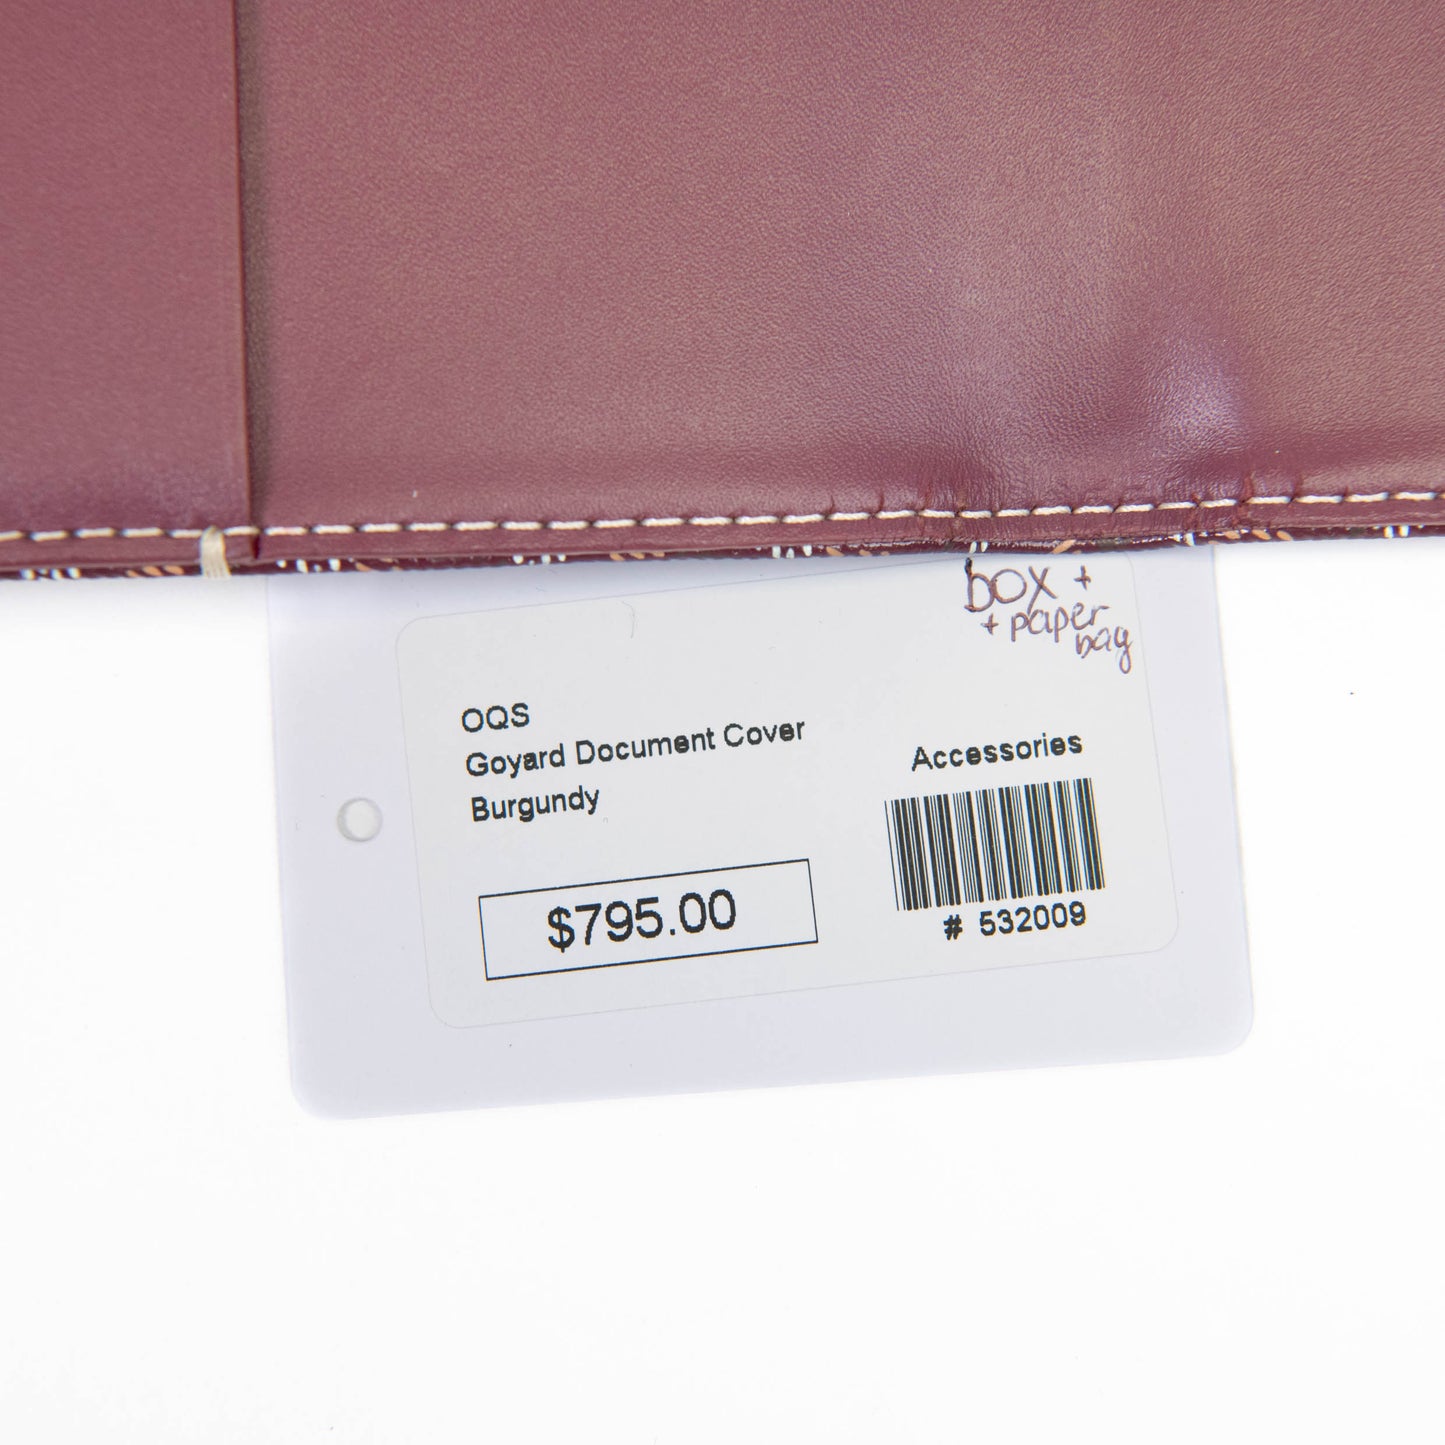 box +
+ paper
bag
OQS
Goyard Document Cover
Burgundy
$795.00
Accessories
# 532009